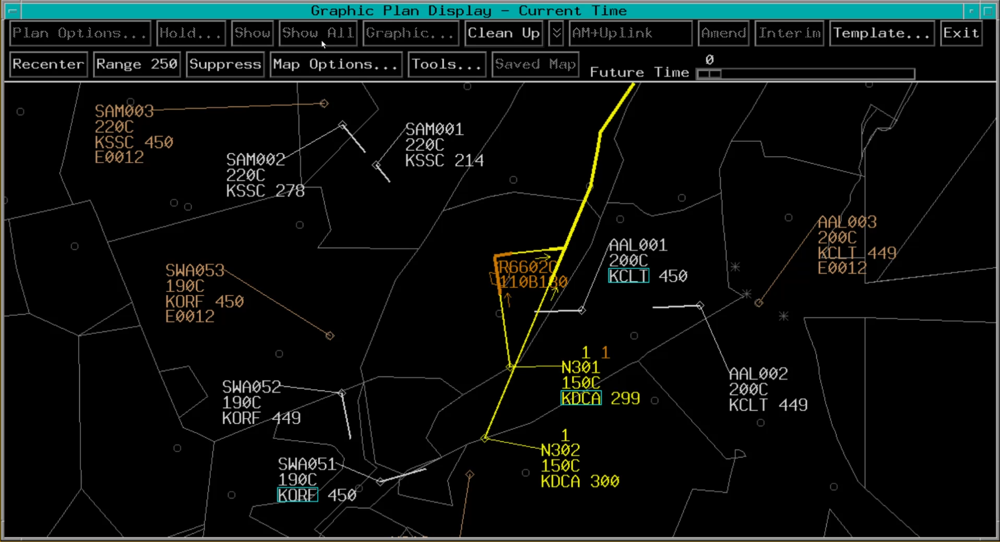 Graphic Plan Display - Current Time
Plan Options... Hold... Show Show All Graphic... Clean Up AM+Uplink Amend Interim Template... Exit
Recenter Range 250 Suppress Map Options... Tools... Saved Map Future Time 0
SAM003
220C
KSSC 450
E0012
SAM002
220C
KSSC 278
SAM001
220C
KSSC 214
AAL003
200C
KCLT 449
E0012
AAL001
200C
KCLT 450
SWA053
190C
KORF 450
E0012
R6602C
110B180
1 1
N301
150C
KDCA 299
AAL002
200C
KCLT 449
SWA052
190C
KORF 449
1
N302
150C
KDCA 300
SWA051
190C
KORF 450